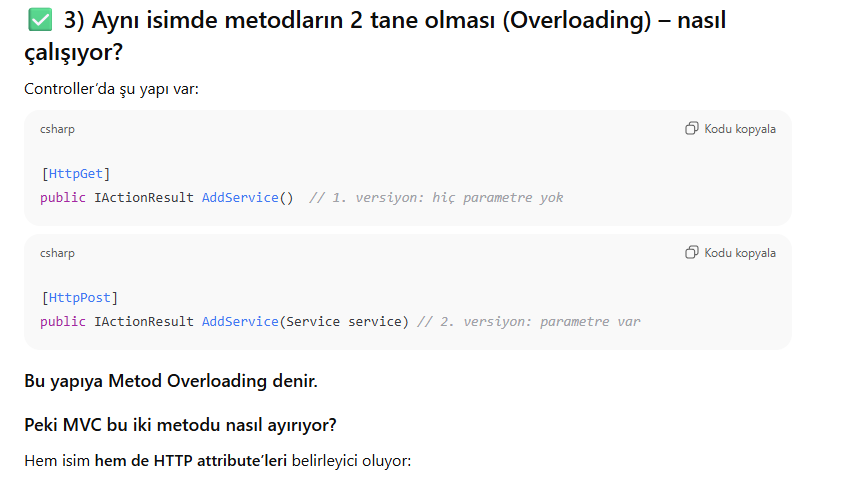 ✅ 3) Aynı isimde metodların 2 tane olması (Overloading) – nasıl
çalışıyor?
Controller’da şu yapı var:
csharp
Kodu kopyala
[HttpGet]
public IActionResult AddService()  // 1. versiyon: hiç parametre yok
csharp
Kodu kopyala
[HttpPost]
public IActionResult AddService(Service service) // 2. versiyon: parametre var
Bu yapıya Metod Overloading denir.
Peki MVC bu iki metodu nasıl ayırıyor?
Hem isim hem de HTTP attribute’leri belirleyici oluyor: